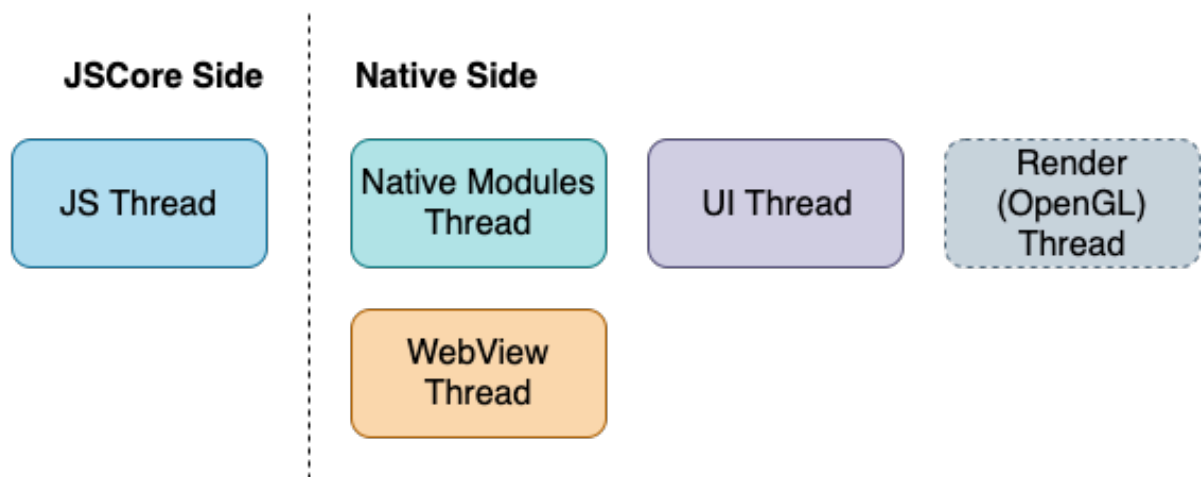 JSCore Side
Native Side
JS Thread
Native Modules
Thread
UI Thread
Render
(OpenGL)
Thread
WebView
Thread